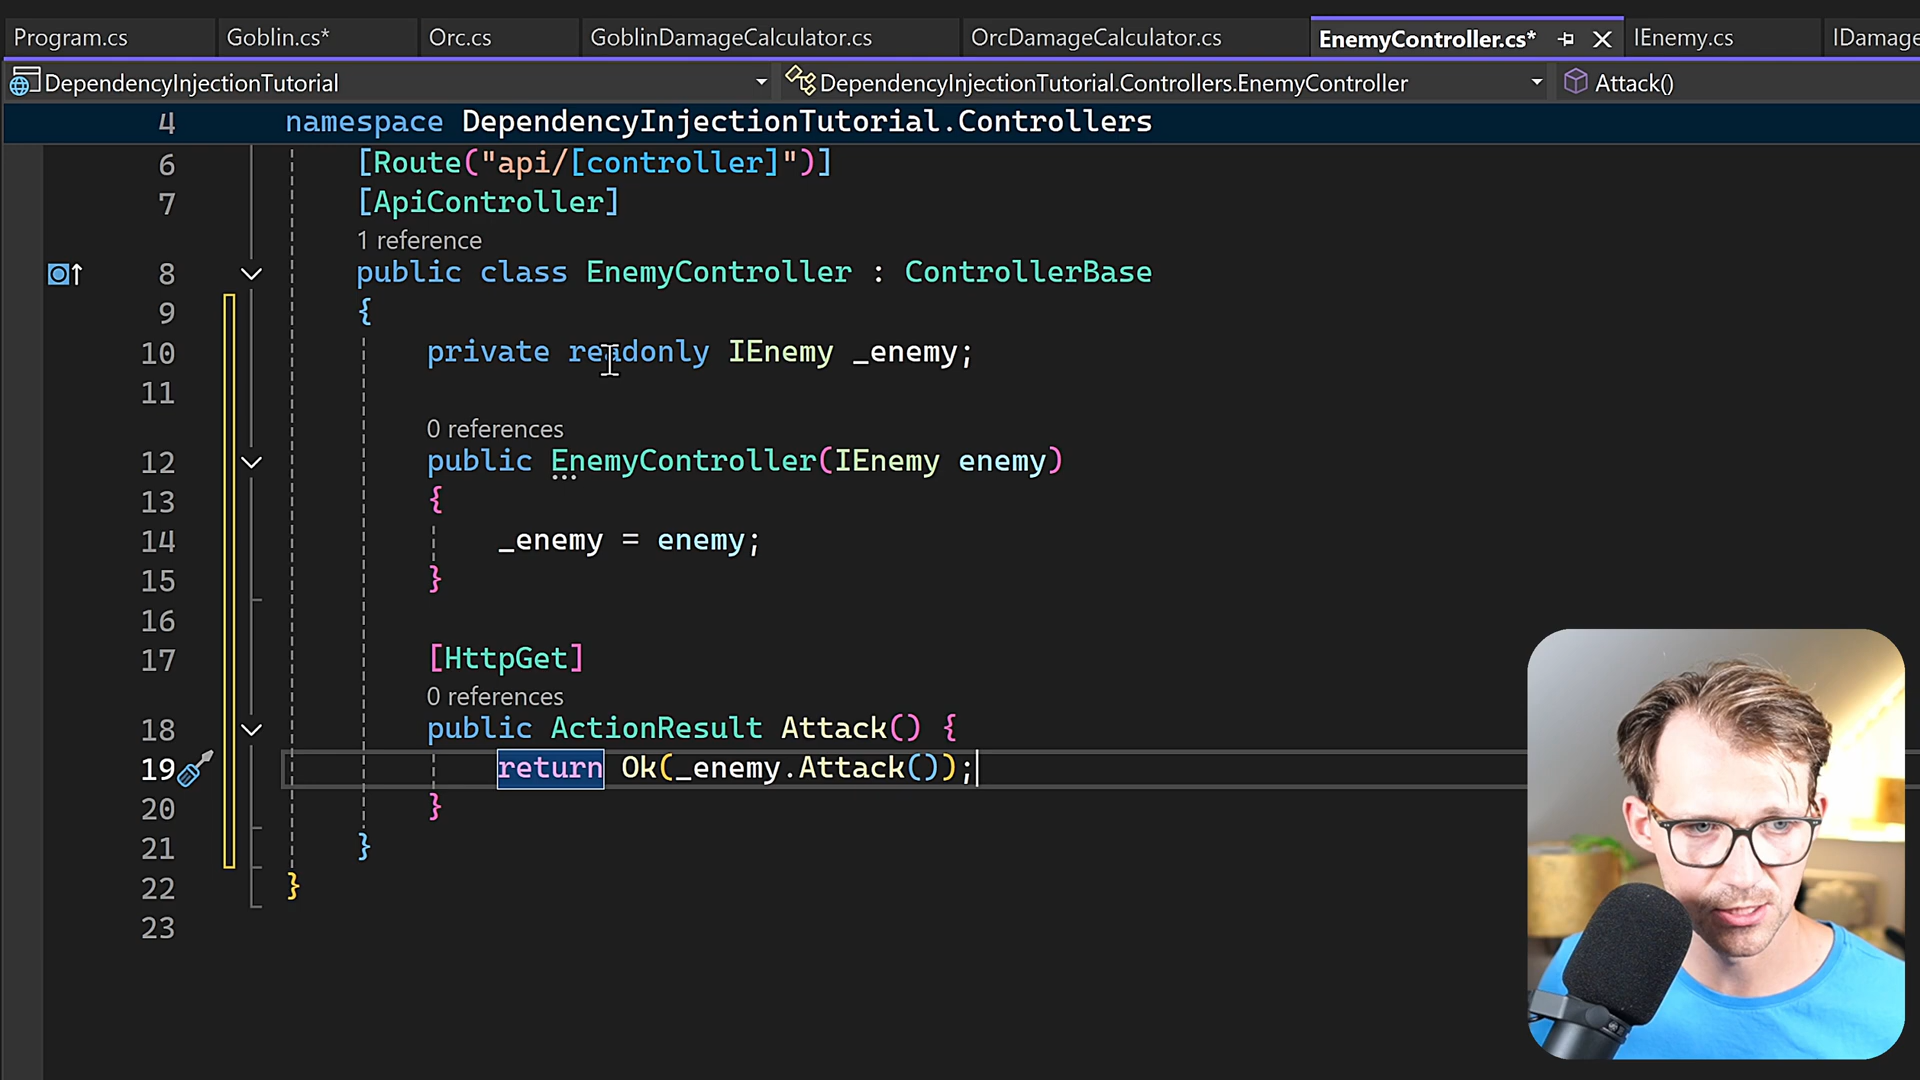 Program.cs Goblin.cs* Orc.cs GoblinDamageCalculator.cs OrcDamageCalculator.cs EnemyController.cs* IEnemy.cs IDamage
DependencyInjectionTutorial DependencyInjectionTutorial.Controllers.EnemyController Attack()
4 namespace DependencyInjectionTutorial.Controllers
6 [Route("api/[controller]")]
7 [ApiController]
1 reference
8 public class EnemyController : ControllerBase
9 {
10 private readonly IEnemy _enemy;
11
0 references
12 public EnemyController(IEnemy enemy)
13 {
14 _enemy = enemy;
15 }
16
17 [HttpGet]
0 references
18 public ActionResult Attack() {
19 return Ok(_enemy.Attack());
20 }
21 }
22 }
23